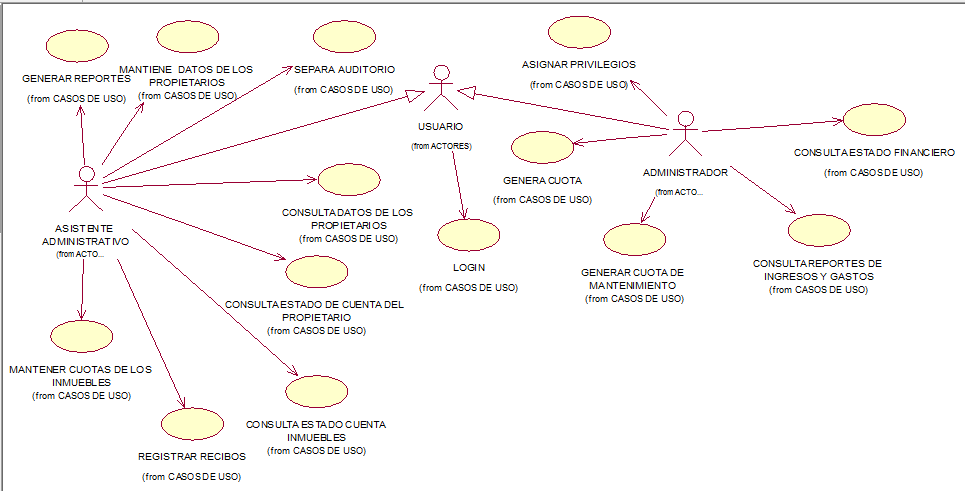 GENERAR REPORTES
(from CASOS DE USO)
MANTIENE DATOS DE LOS
PROPIETARIOS
(from CASOS DE USO)
SEPARA AUDITORIO
(from CASOS DE USO)
USUARIO
(from ACTORES)
ASIGNAR PRIVILEGIOS
(from CASOS DE USO)
GENERA CUOTA
(from CASOS DE USO)
ADMINISTRADOR
(from ACTO...
CONSULTA ESTADO FINANCIERO
(from CASOS DE USO)
ASISTENTE
ADMINISTRATIVO
(from ACTO...
CONSULTA DATOS DE LOS
PROPIETARIOS
(from CASOS DE USO)
LOGIN
(from CASOS DE USO)
GENERAR CUOTA DE
MANTENIMIENTO
(from CASOS DE USO)
CONSULTA REPORTES DE
INGRESOS Y GASTOS
(from CASOS DE USO)
CONSULTA ESTADO DE CUENTA DEL
PROPIETARIO
(from CASOS DE USO)
MANTENER CUOTAS DE LOS
INMUEBLES
(from CASOS DE USO)
CONSULTA ESTADO CUENTA
INMUEBLES
(from CASOS DE USO)
REGISTRAR RECIBOS
(from CASOS DE USO)